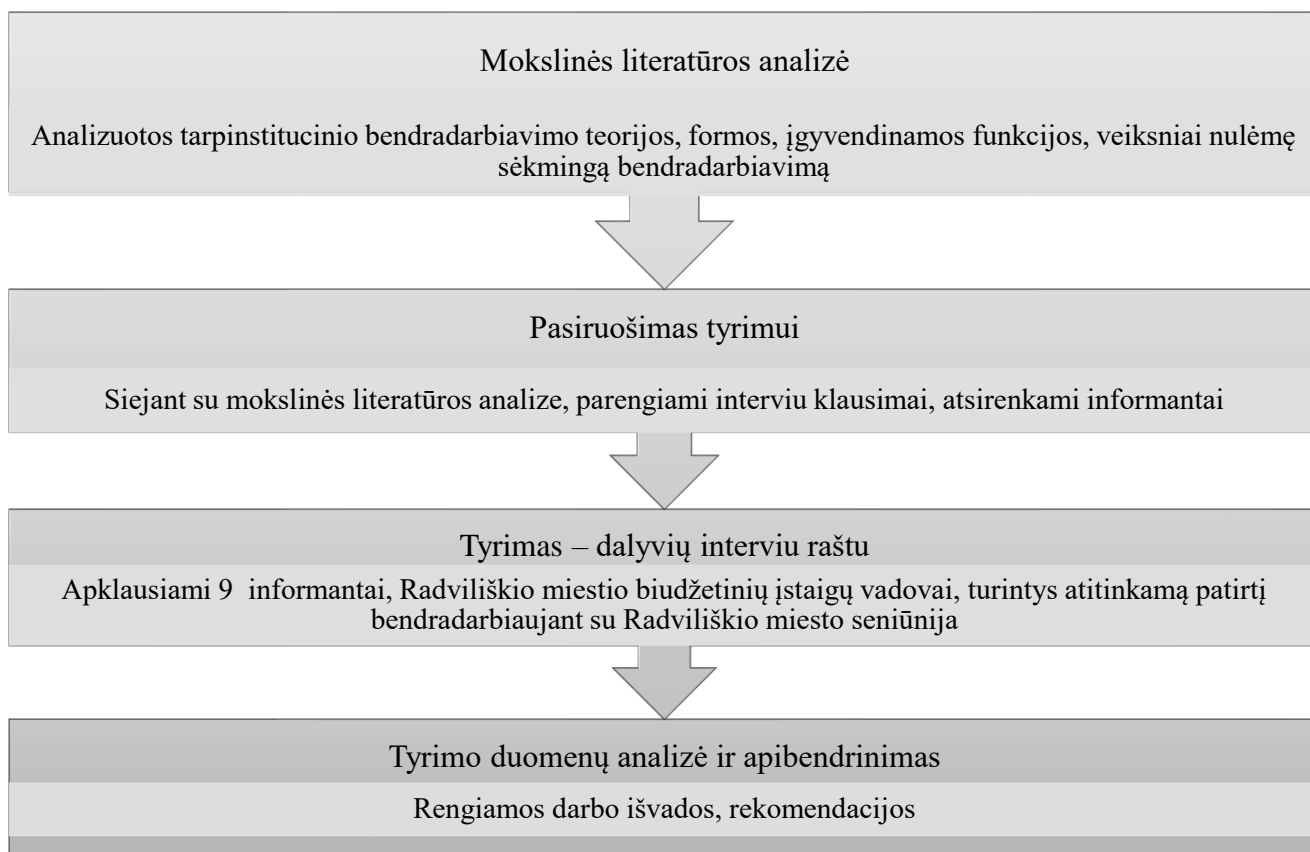 Mokslinės literatūros analizė
Analizuotos tarpinstitucinio bendradarbiavimo teorijos, formos, įgyvendinamos funkcijos, veiksniai nulėmę
sėkmingą bendradarbiavimą
Pasiruošimas tyrimui
Siejant su mokslinės literatūros analize, parengiami interviu klausimai, atsirenkami informantai
Tyrimas – dalyvių interviu raštu
Apklausiami 9 informantai, Radviliškio miestio biudžetinių įstaigų vadovai, turintys atitinkamą patirtį
bendradarbiaujant su Radviliškio miesto seniūnija
Tyrimo duomenų analizė ir apibendrinimas
Rengiamos darbo išvados, rekomendacijos